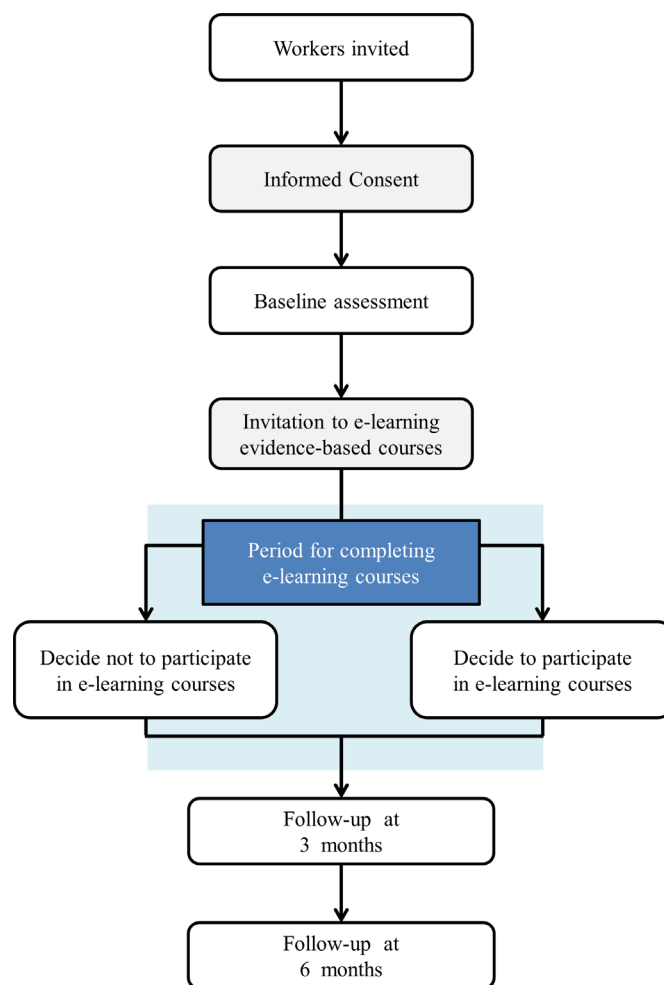 Workers invited
Informed Consent
Baseline assessment
Invitation to e-learning
evidence-based courses
Period for completing
e-learning courses
Decide not to participate
in e-learning courses
Decide to participate
in e-learning courses
Follow-up at
3 months
Follow-up at
6 months